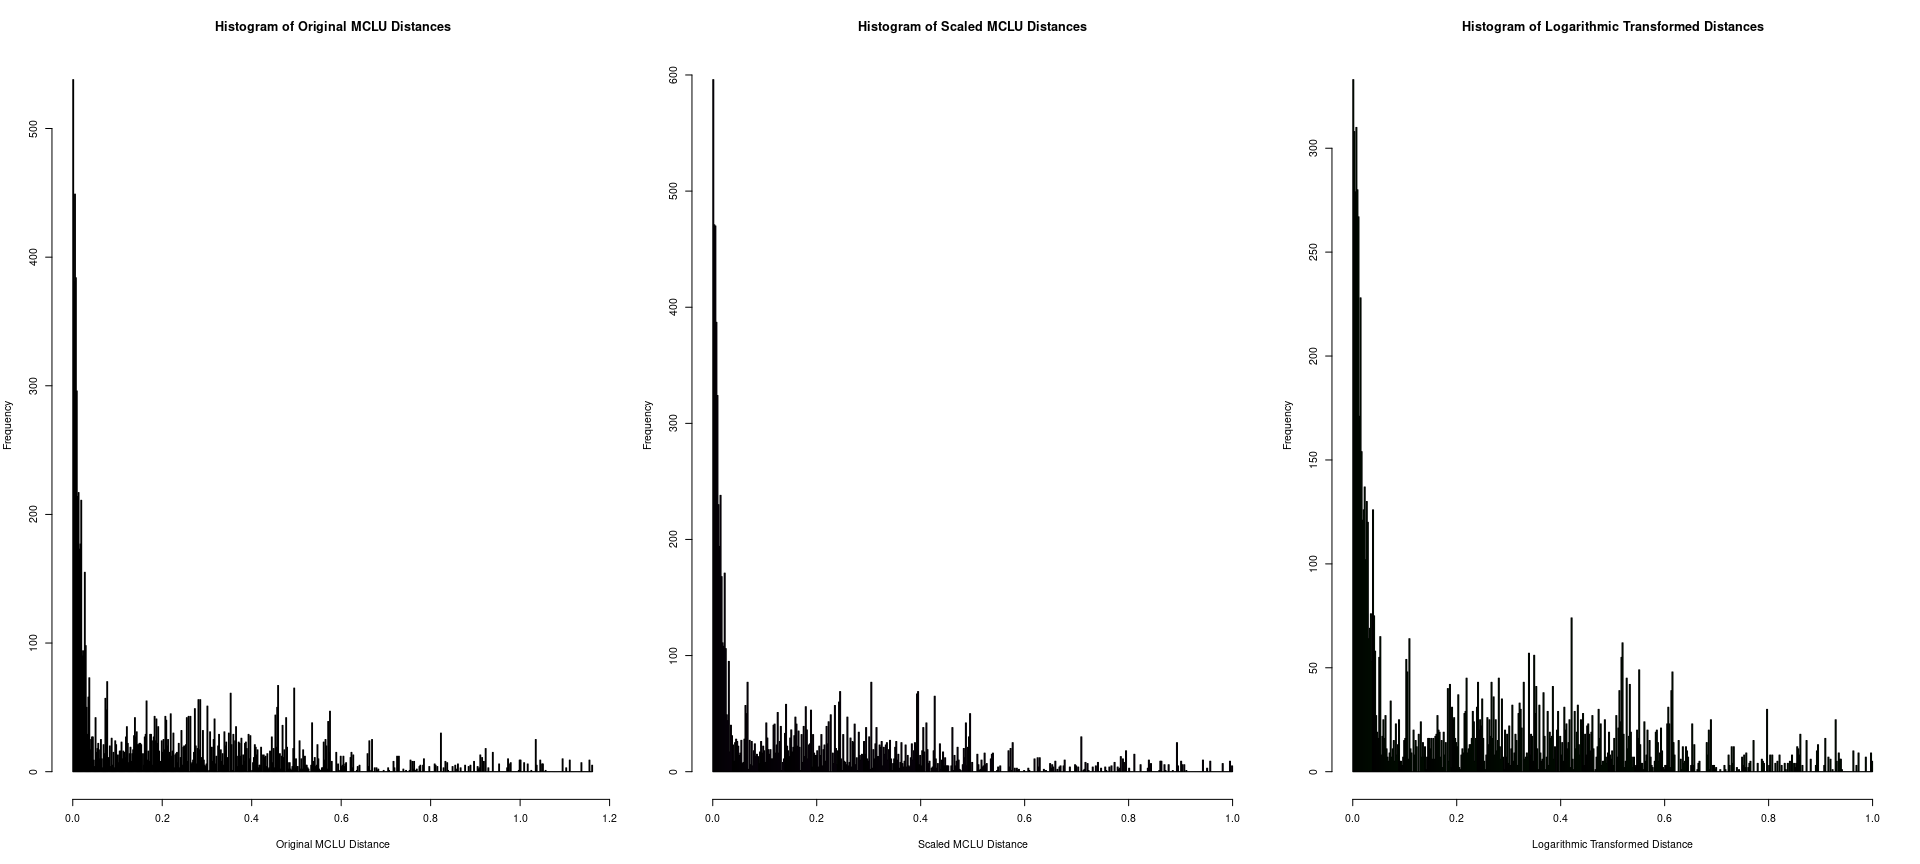 Histogram of Original MCLU Distances
Frequency
0 100 200 300 400 500
0.0 0.2 0.4 0.6 0.8 1.0 1.2
Original MCLU Distance
Histogram of Scaled MCLU Distances
Frequency
0 100 200 300 400 500 600
0.0 0.2 0.4 0.6 0.8 1.0
Scaled MCLU Distance
Histogram of Logarithmic Transformed Distances
Frequency
0 50 100 150 200 250 300
0.0 0.2 0.4 0.6 0.8 1.0
Logarithmic Transformed Distance